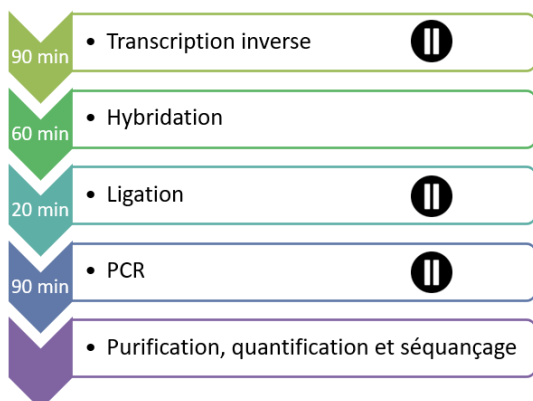 90 min
• Transcription inverse
60 min
• Hybridation
20 min
• Ligation
90 min
• PCR
• Purification, quantification et séquançage